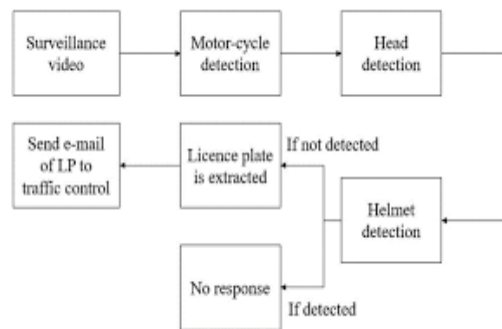 Surveillance
video
Motor-cycle
detection
Head
detection
Send e-mail
of LP to
traffic control
Licence plate
is extracted
If not detected
Helmet
detection
No response
If detected